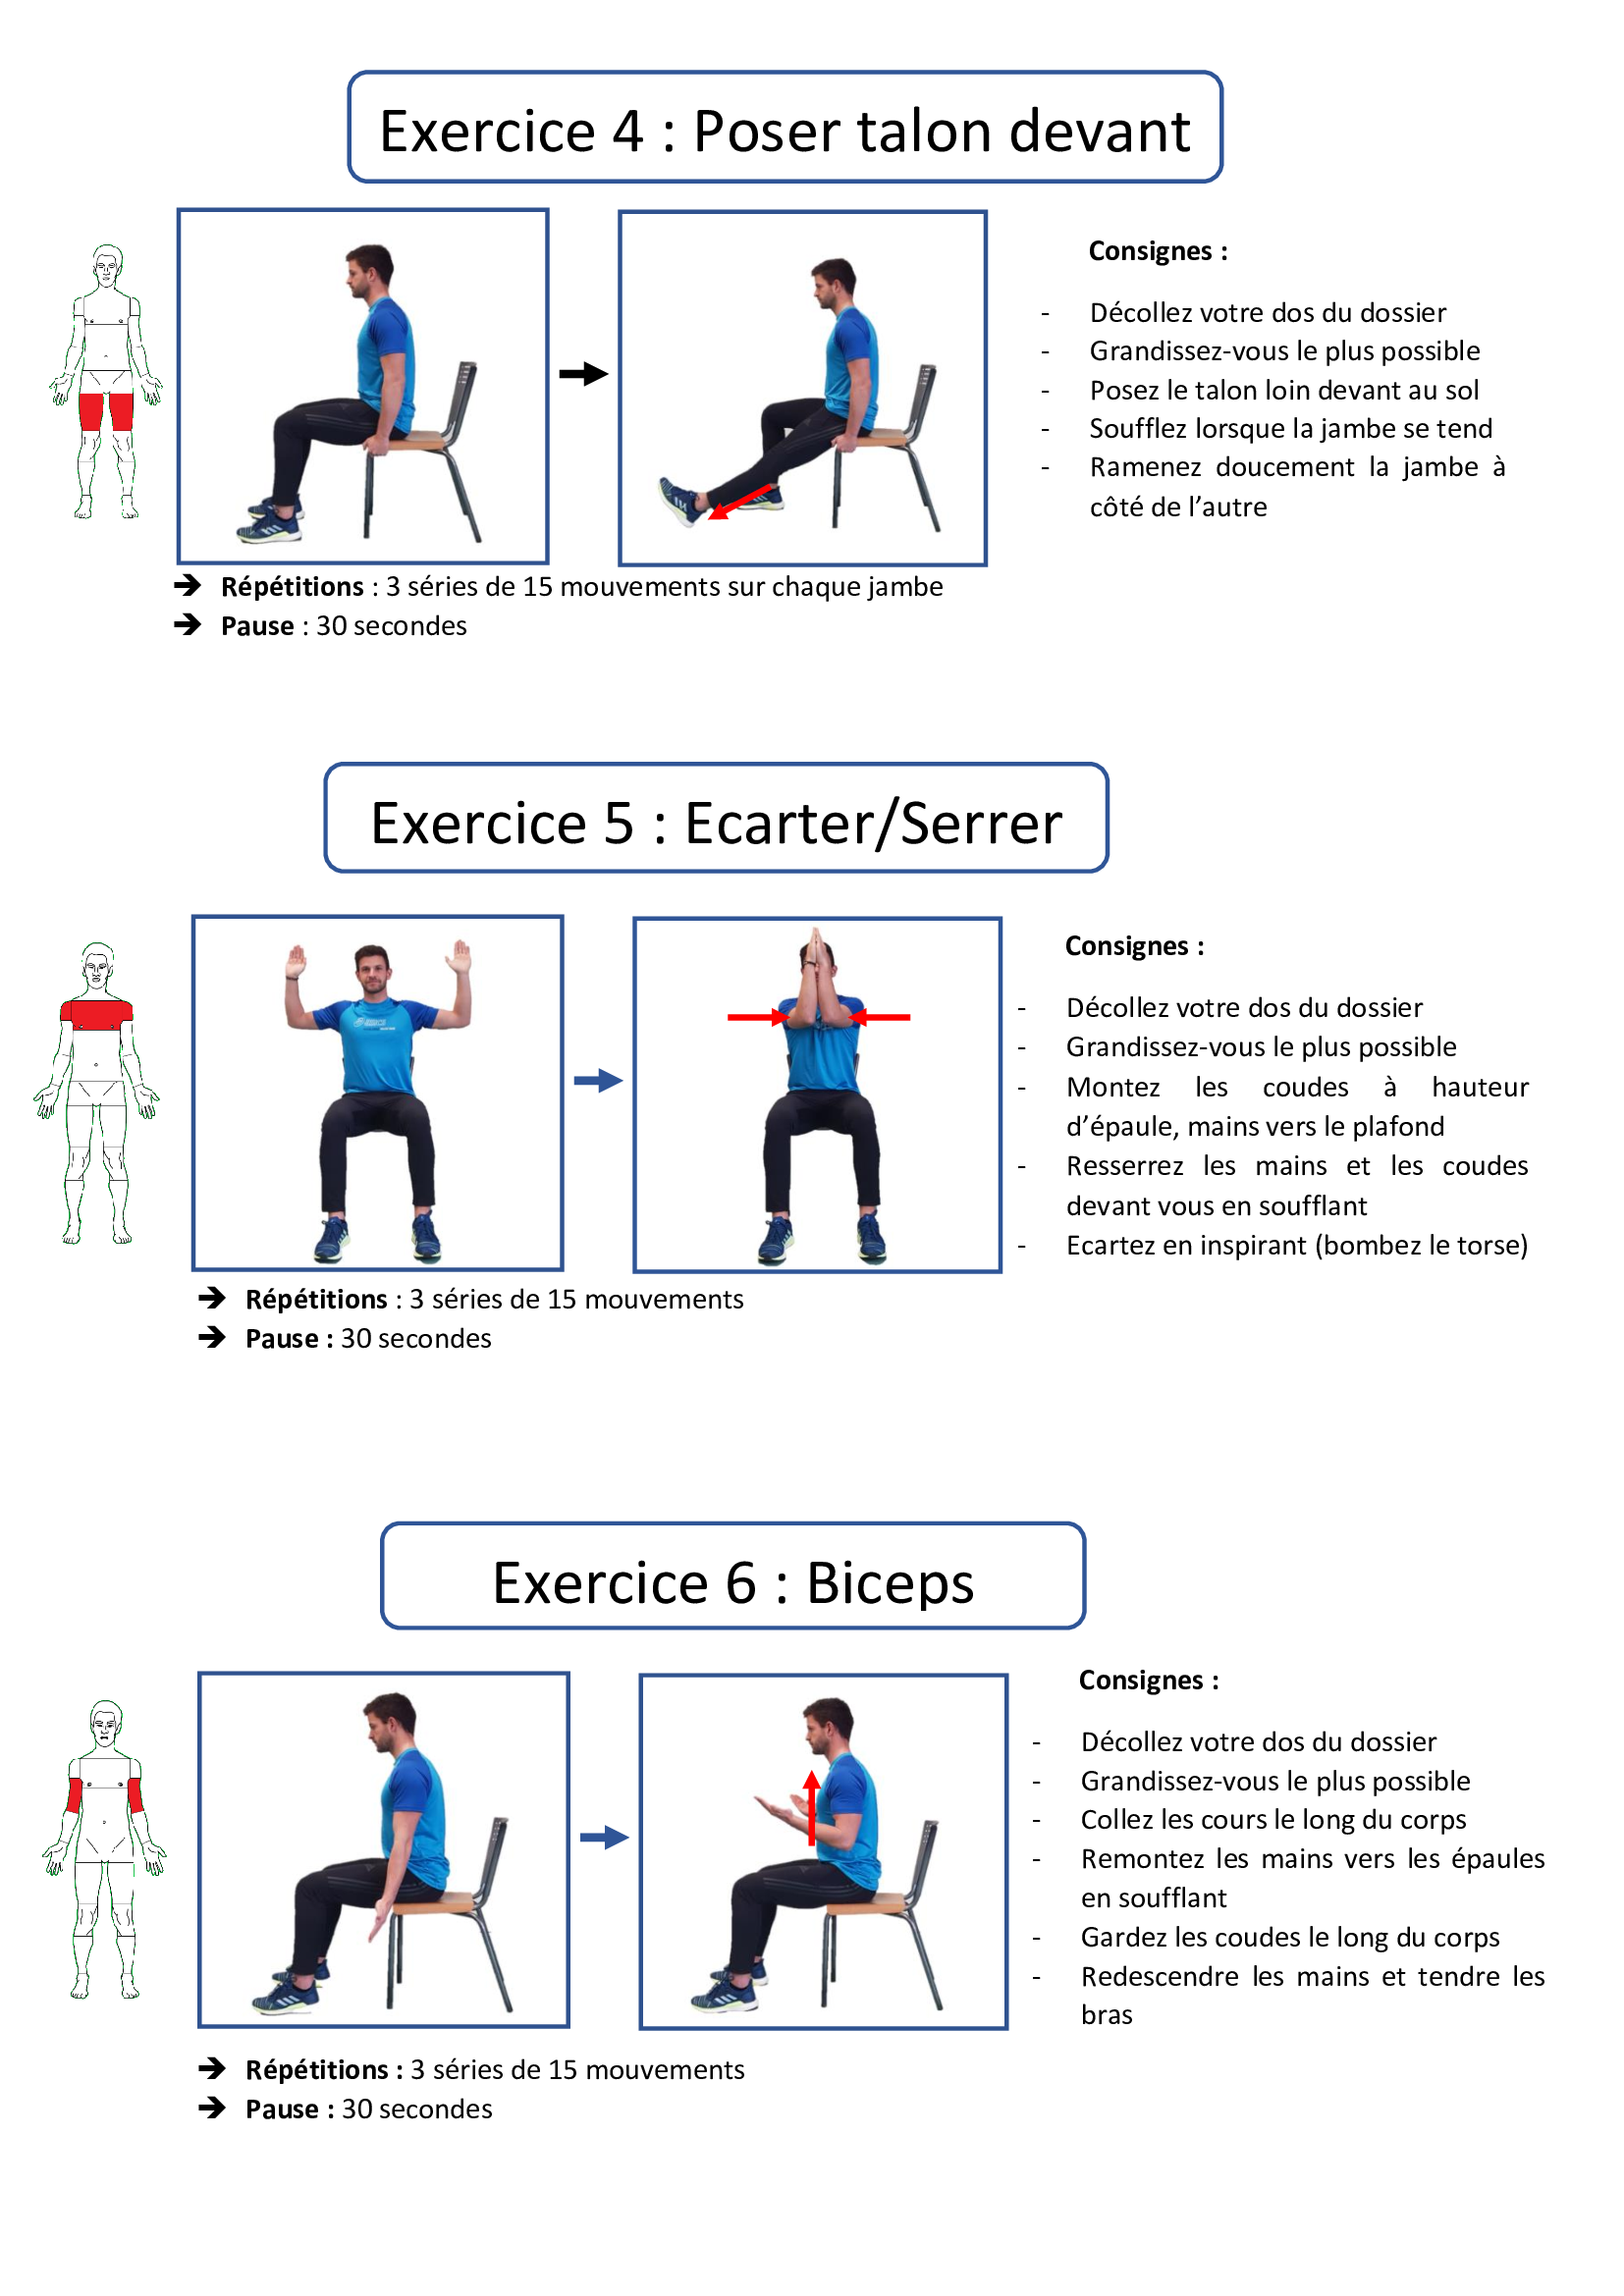 Exercice 4 : Poser talon devant
Consignes :
- Décollez votre dos du dossier
- Grandissez-vous le plus possible
- Posez le talon loin devant au sol
- Soufflez lorsque la jambe se tend
- Ramenez doucement la jambe à
côté de l’autre
➔ Répétitions : 3 séries de 15 mouvements sur chaque jambe
➔ Pause : 30 secondes
Exercice 5 : Ecarter/Serrer
Consignes :
- Décollez votre dos du dossier
- Grandissez-vous le plus possible
- Montez les coudes à hauteur
d’épaule, mains vers le plafond
- Resserrez les mains et les coudes
devant vous en soufflant
- Ecartez en inspirant (bombez le torse)
➔ Répétitions : 3 séries de 15 mouvements
➔ Pause : 30 secondes
Exercice 6 : Biceps
Consignes :
- Décollez votre dos du dossier
- Grandissez-vous le plus possible
- Collez les cours le long du corps
- Remontez les mains vers les épaules
en soufflant
- Gardez les coudes le long du corps
- Redescendre les mains et tendre les
bras
➔ Répétitions : 3 séries de 15 mouvements
➔ Pause : 30 secondes